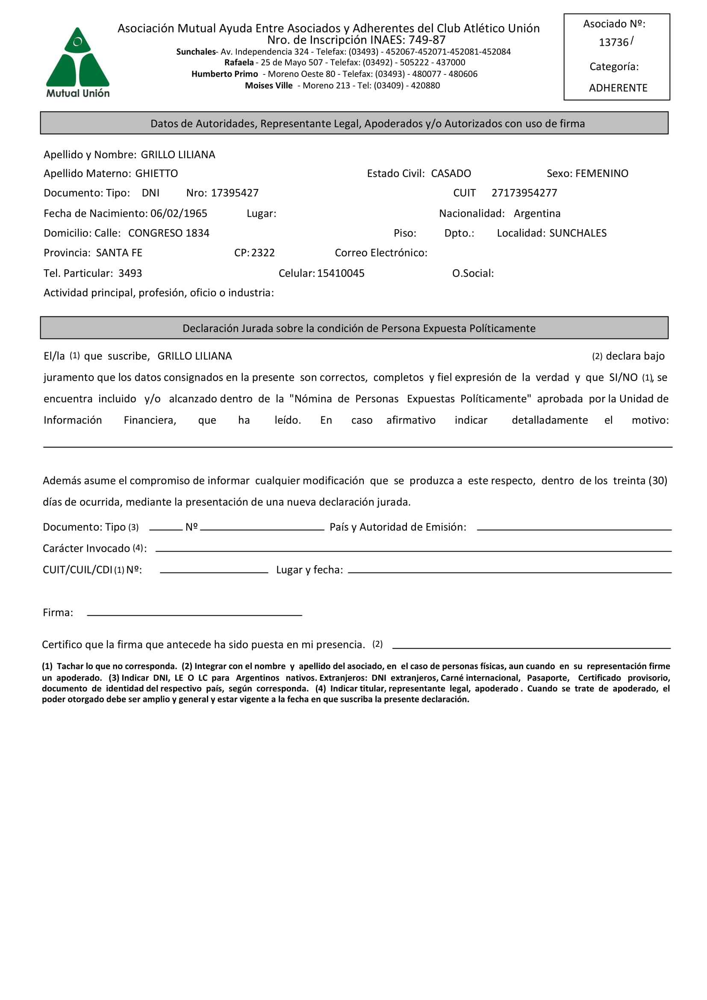 Asociación Mutual Ayuda Entre Asociados y Adherentes del Club Atlético Unión
Nro. de Inscripción INAES: 749-87
Sunchales- Av. Independencia 324 - Telefax: (03493) - 452067-452071-452081-452084
Rafaela - 25 de Mayo 507 - Telefax: (03492) - 505222 - 437000
Humberto Primo - Moreno Oeste 80 - Telefax: (03493) - 480077 - 480606
Moises Ville - Moreno 213 - Tel: (03409) - 420880
Mutual Unión
Asociado Nº:
13736 /
Categoría:
ADHERENTE
Datos de Autoridades, Representante Legal, Apoderados y/o Autorizados con uso de firma
Apellido y Nombre: GRILLO LILIANA
Apellido Materno: GHIETTO Estado Civil: CASADO Sexo: FEMENINO
Documento: Tipo: DNI Nro: 17395427 CUIT 27173954277
Fecha de Nacimiento: 06/02/1965 Lugar: Nacionalidad: Argentina
Domicilio: Calle: CONGRESO 1834 Piso: Dpto.: Localidad: SUNCHALES
Provincia: SANTA FE CP: 2322 Correo Electrónico:
Tel. Particular: 3493 Celular: 15410045 O.Social:
Actividad principal, profesión, oficio o industria:
Declaración Jurada sobre la condición de Persona Expuesta Políticamente
El/la (1) que suscribe, GRILLO LILIANA (2) declara bajo
juramento que los datos consignados en la presente son correctos, completos y fiel expresión de la verdad y que SI/NO (1), se
encuentra incluido y/o alcanzado dentro de la "Nómina de Personas Expuestas Políticamente" aprobada por la Unidad de
Información Financiera, que ha leído. En caso afirmativo indicar detalladamente el motivo:
Además asume el compromiso de informar cualquier modificación que se produzca a este respecto, dentro de los treinta (30)
días de ocurrida, mediante la presentación de una nueva declaración jurada.
Documento: Tipo (3) Nº País y Autoridad de Emisión:
Carácter Invocado (4):
CUIT/CUIL/CDI (1) Nº: Lugar y fecha:
Firma:
Certifico que la firma que antecede ha sido puesta en mi presencia. (2)
(1) Tachar lo que no corresponda. (2) Integrar con el nombre y apellido del asociado, en el caso de personas físicas, aun cuando en su representación firme
un apoderado. (3) Indicar DNI, LE O LC para Argentinos nativos. Extranjeros: DNI extranjeros, Carné internacional, Pasaporte, Certificado provisorio,
documento de identidad del respectivo país, según corresponda. (4) Indicar titular, representante legal, apoderado . Cuando se trate de apoderado, el
poder otorgado debe ser amplio y general y estar vigente a la fecha en que suscriba la presente declaración.